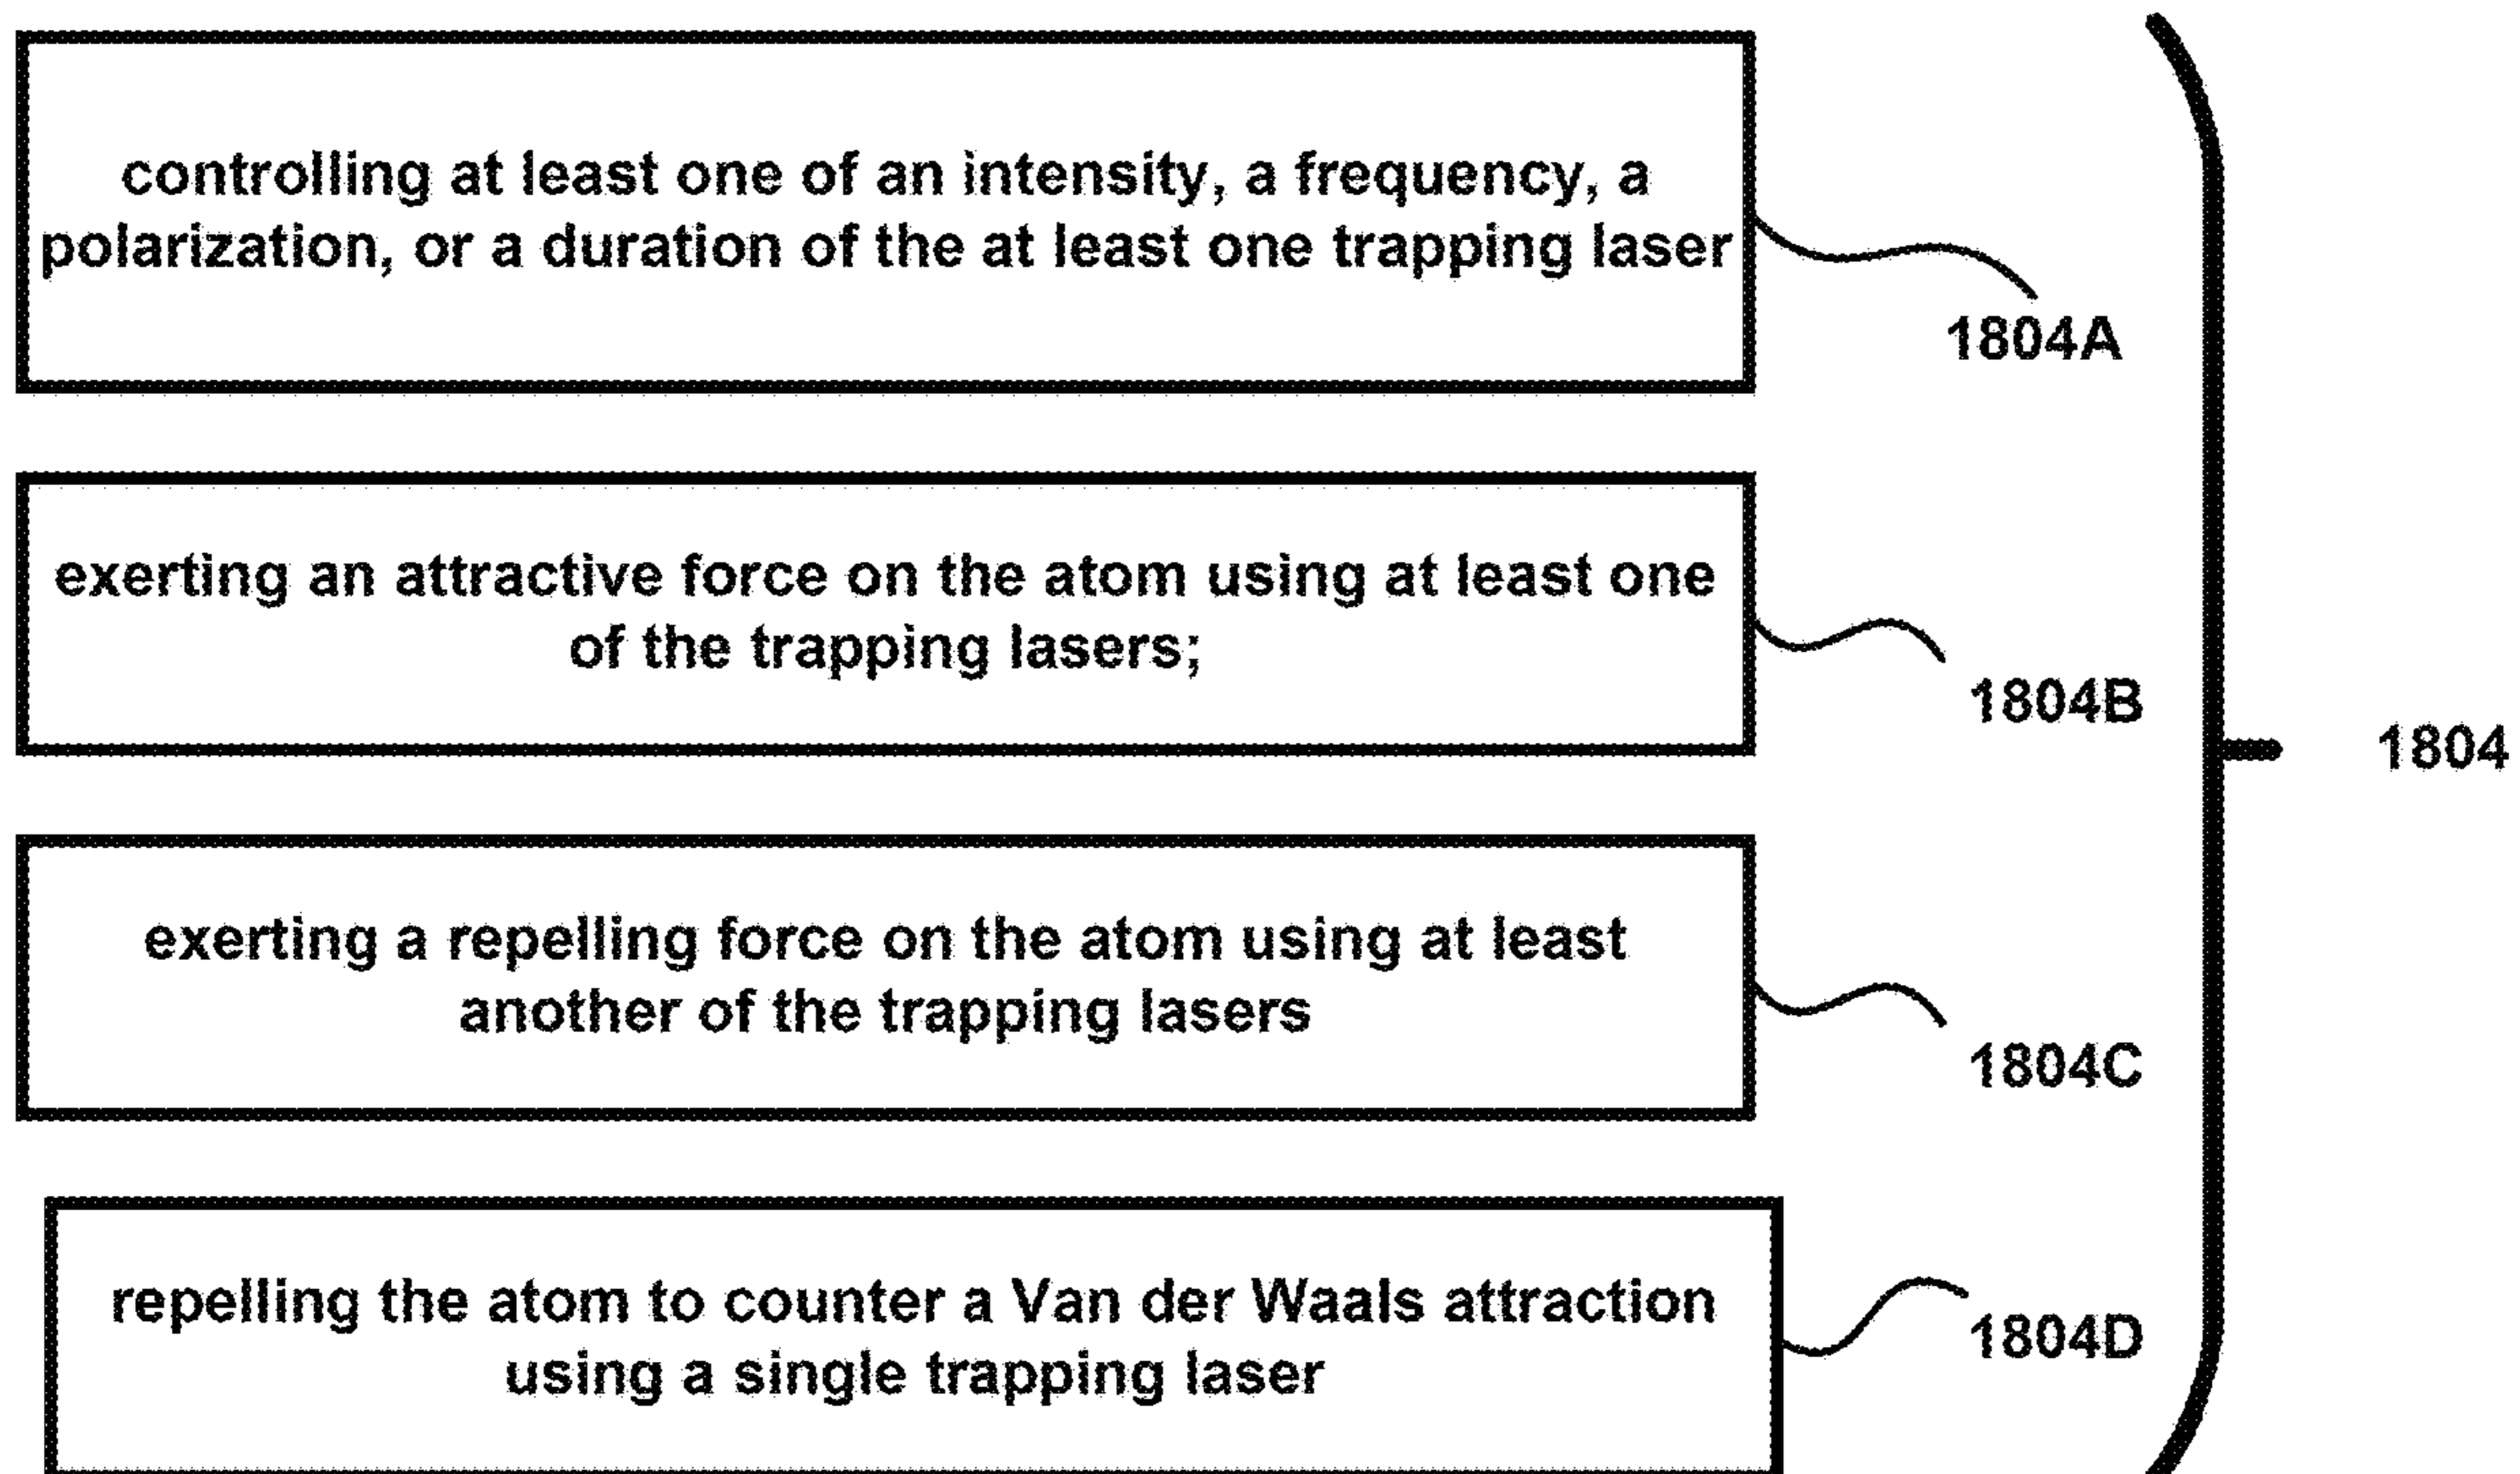 controlling at least one of an intensity, a frequency, a
polarization, or a duration of the at least one trapping laser
1804A
exerting an attractive force on the atom using at least one
of the trapping lasers;
1804B
1804
exerting a repelling force on the atom using at least
another of the trapping lasers
1804C
repelling the atom to counter a Van der Waals attraction
using a single trapping laser
1804D